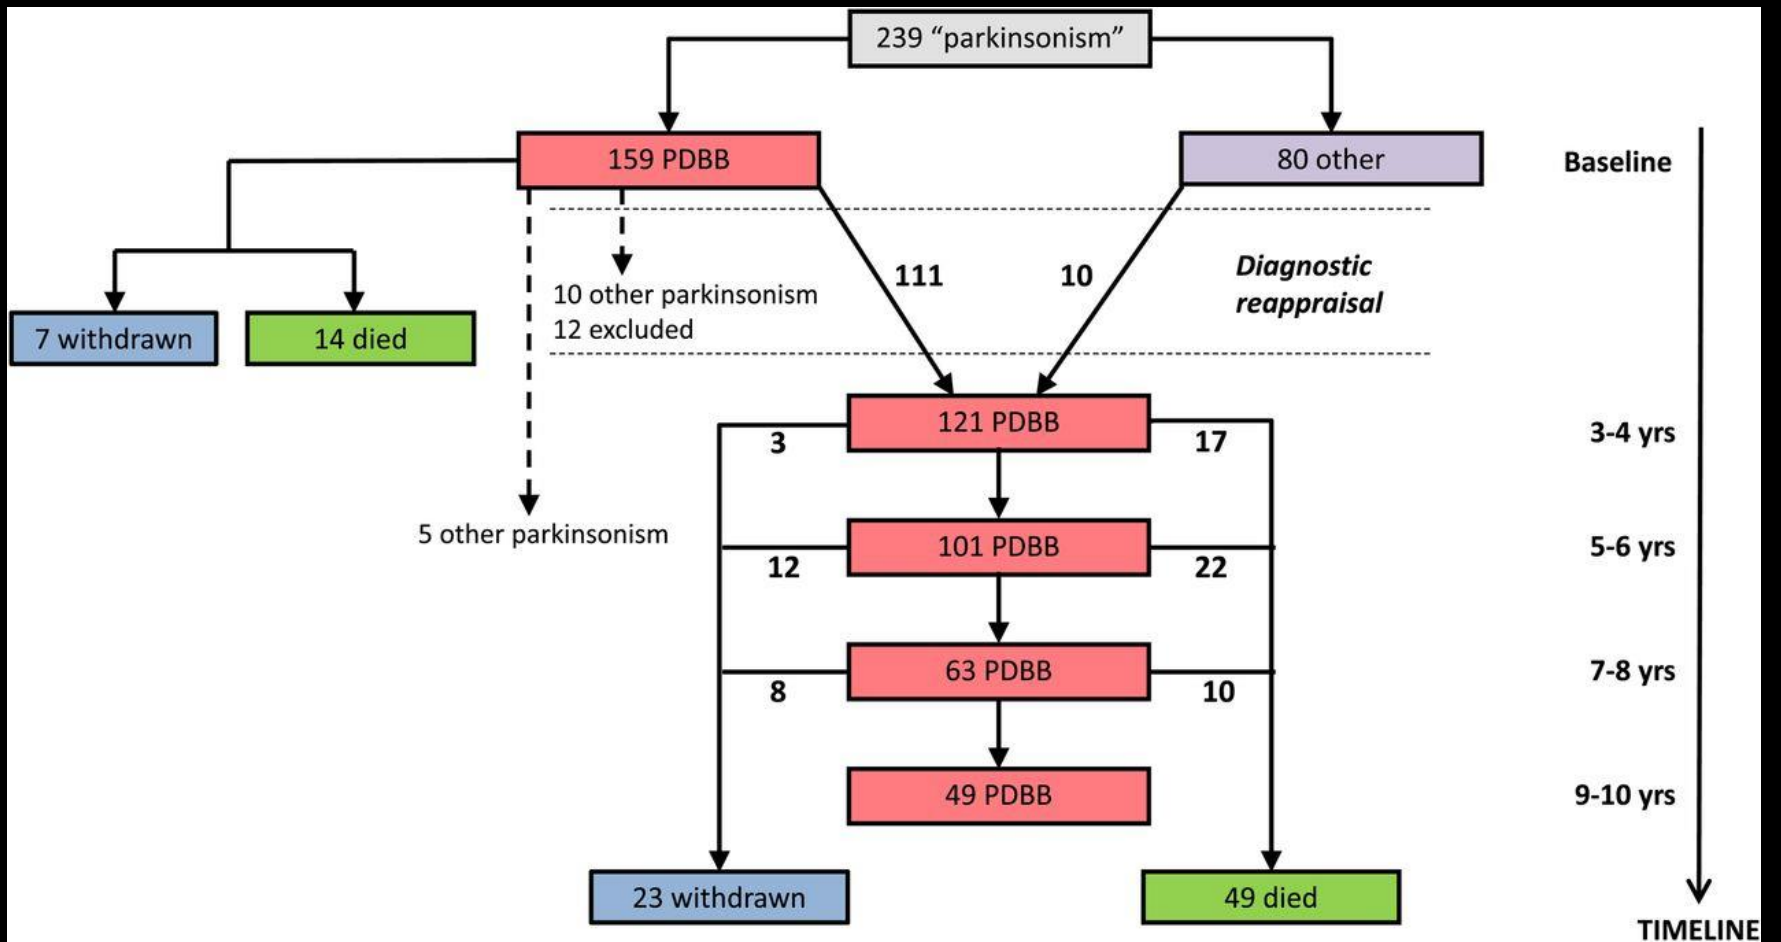 239 “parkinsonism”
159 PDBB
80 other
Baseline
111
10
Diagnostic
reappraisal
10 other parkinsonism
12 excluded
7 withdrawn
14 died
121 PDBB
3
17
3-4 yrs
5 other parkinsonism
101 PDBB
12
22
5-6 yrs
63 PDBB
8
10
7-8 yrs
49 PDBB
9-10 yrs
23 withdrawn
49 died
TIMELINE